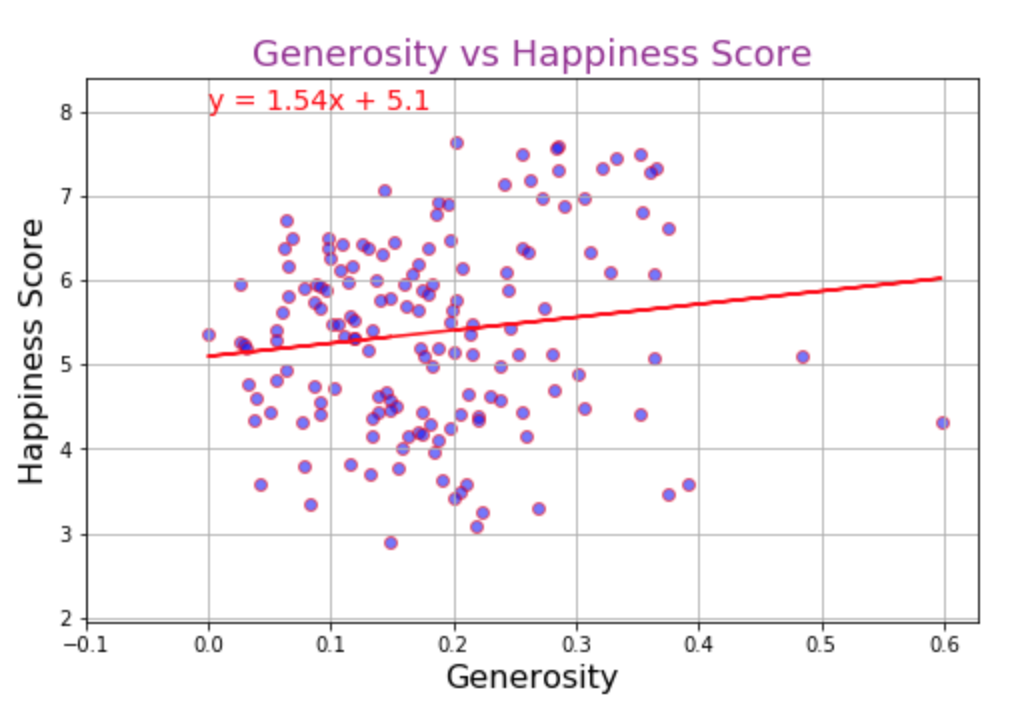 Generosity vs Happiness Score
y = 1.54x + 5.1
8
7
6
5
4
3
2
Happiness Score
−0.1 0.0 0.1 0.2 0.3 0.4 0.5 0.6
Generosity